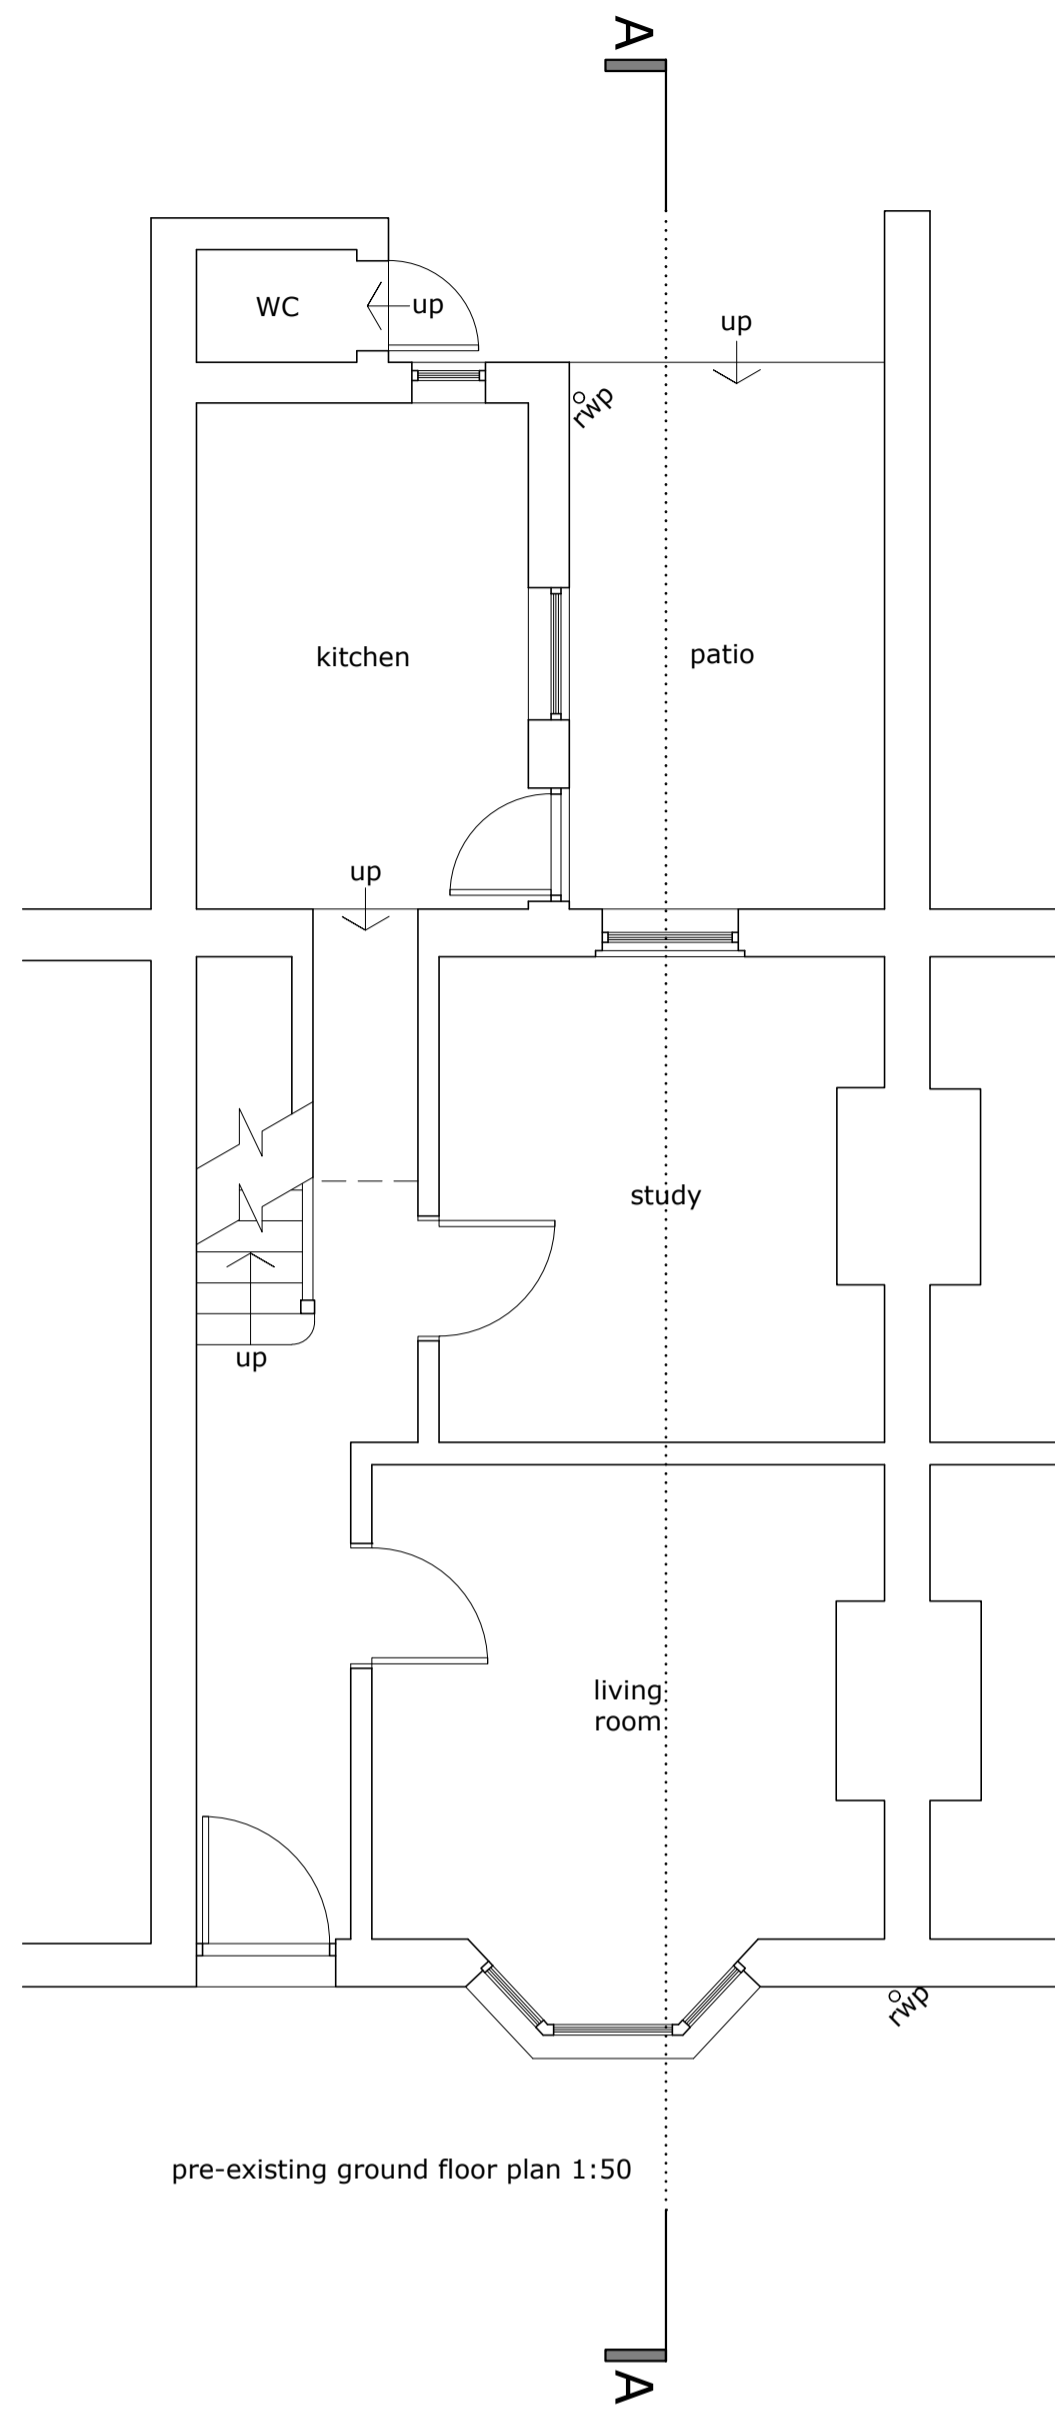 A
WC
up
up
rwp
kitchen
patio
up
study
up
living
room
rwp
pre-existing ground floor plan 1:50
A